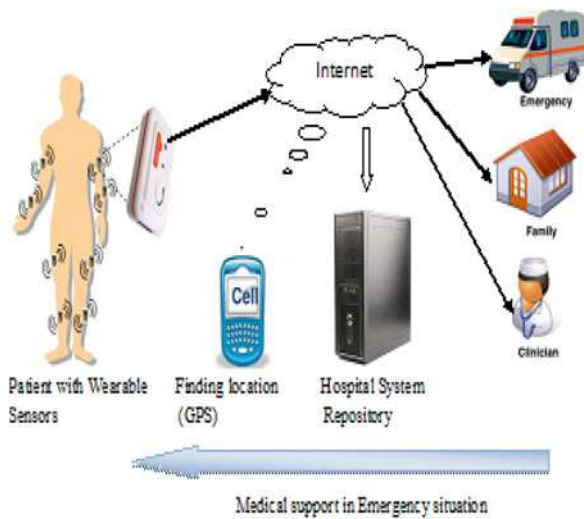 Internet
Emergency
Family
Cell
Clinician
Patient with Wearable
Sensors
Finding location
(GPS)
Hospital System
Repository
Medical support in Emergency situation